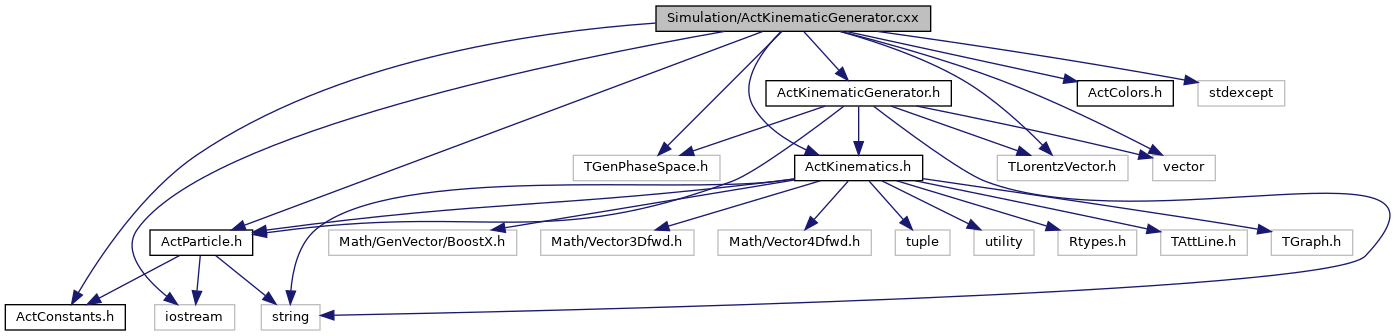 Simulation/ActKinematicGenerator.cxx
ActKinematicGenerator.h
ActColors.h
stdexcept
TGenPhaseSpace.h
ActKinematics.h
TLorentzVector.h
vector
ActParticle.h
Math/GenVector/BoostX.h
Math/Vector3Dfwd.h
Math/Vector4Dfwd.h
tuple
utility
Rtypes.h
TAttLine.h
TGraph.h
ActConstants.h
iostream
string